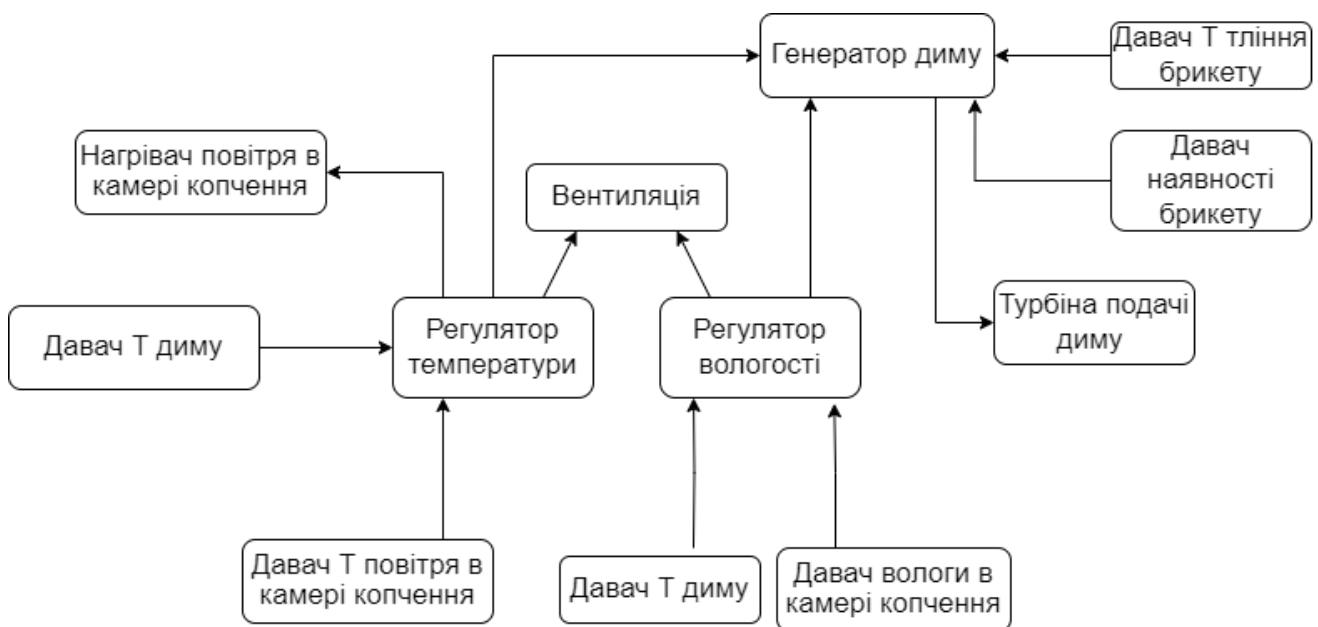 Генератор диму
Давач Т тління
брикету
Нагрівач повітря в
камері копчення
Вентиляція
Давач
наявності
брикету
Давач Т диму
Регулятор
температури
Регулятор
вологості
Турбіна подачі
диму
Давач Т повітря в
камері копчення
Давач Т диму
Давач вологи в
камері копчення